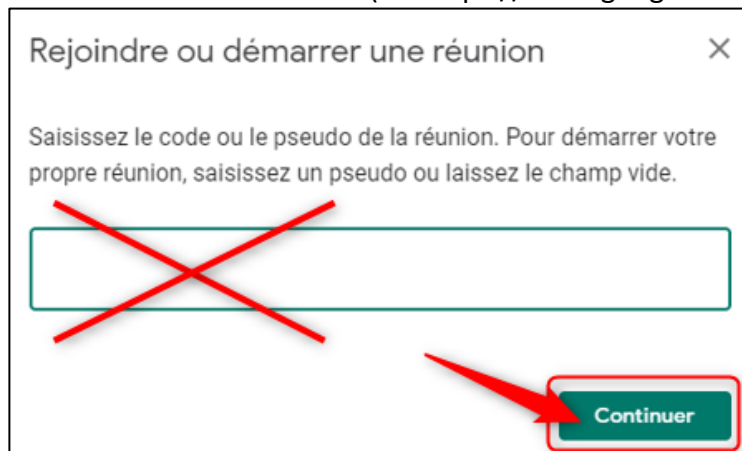 Rejoindre ou démarrer une réunion
Saisissez le code ou le pseudo de la réunion. Pour démarrer votre
propre réunion, saisissez un pseudo ou laissez le champ vide.
Continuer